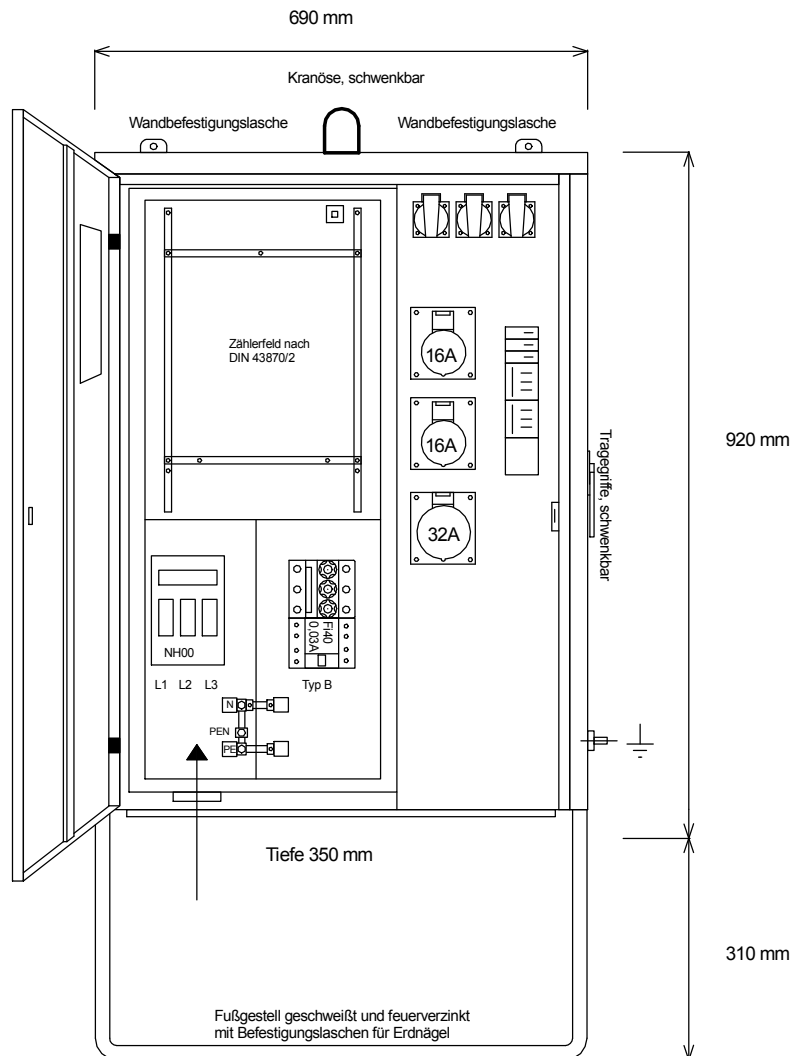 690 mm
Kranöse, schwenkbar
Wandbefestigungslasche
Wandbefestigungslasche
Zählerfeld nach
DIN 43870/2
16A
16A
32A
Tragegriffe, schwenkbar
920 mm
NH00
L1 L2 L3
Fi40
0,03A
Typ B
N
PEN
PE
Tiefe 350 mm
310 mm
Fußgestell geschweißt und feuerverzinkt
mit Befestigungslaschen für Erdnägel